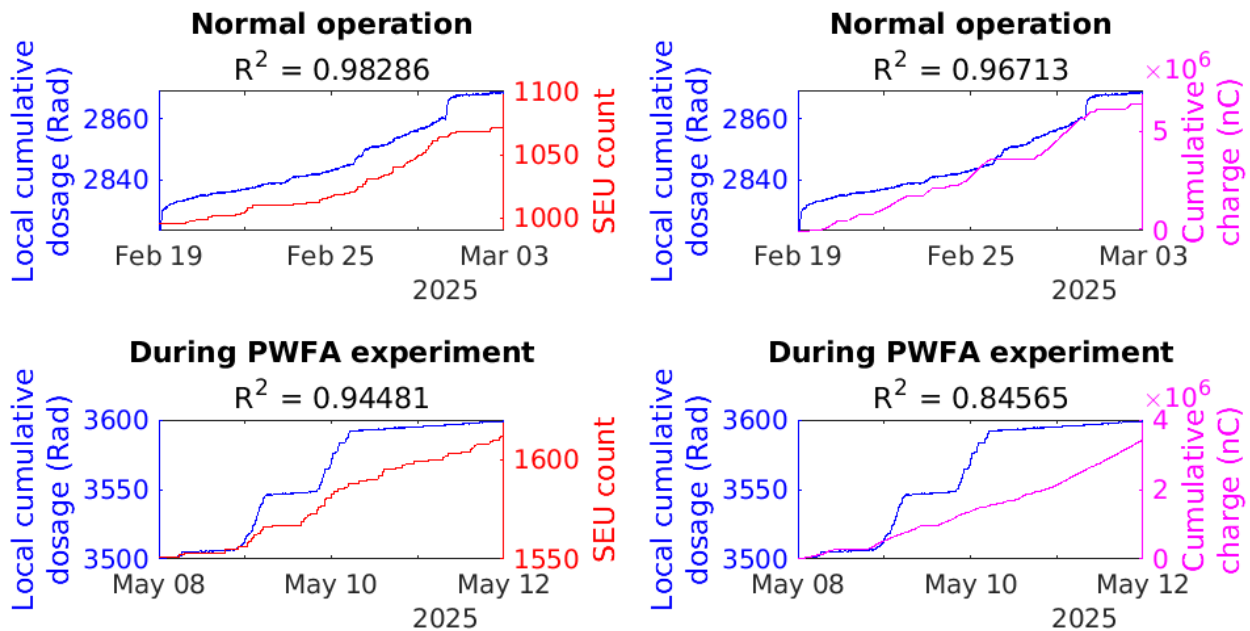 Normal operation
R² = 0.98286
Local cumulative
dosage (Rad)
2860
2840
1100
1050
1000
SEU count
Feb 19
Feb 25
Mar 03
2025
Normal operation
R² = 0.96713
Local cumulative
dosage (Rad)
2860
2840
×10⁶
5
0
Cumulative
charge (nC)
Feb 19
Feb 25
Mar 03
2025
During PWFA experiment
R² = 0.94481
Local cumulative
dosage (Rad)
3600
3550
3500
1600
1550
SEU count
May 08
May 10
May 12
2025
During PWFA experiment
R² = 0.84565
Local cumulative
dosage (Rad)
3600
3550
3500
×10⁶
4
2
0
Cumulative
charge (nC)
May 08
May 10
May 12
2025